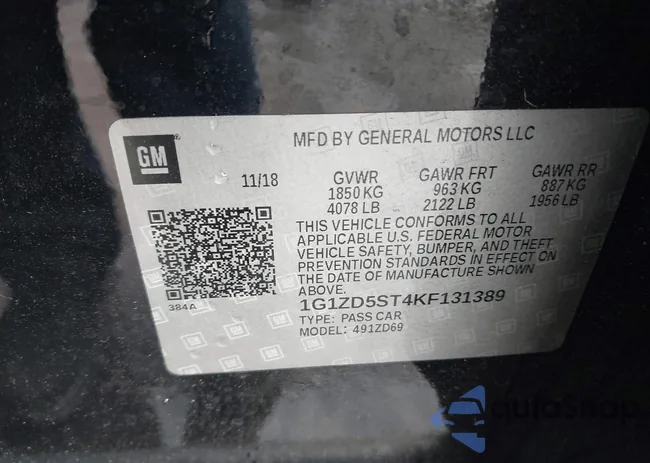 MFD BY GENERAL MOTORS LLC
GM
11/18
GVWR GAWR FRT GAWR RR
1850 KG 963 KG 887 KG
4078 LB 2122 LB 1956 LB
THIS VEHICLE CONFORMS TO ALL
APPLICABLE U.S. FEDERAL MOTOR
VEHICLE SAFETY, BUMPER, AND THEFT
PREVENTION STANDARDS IN EFFECT ON
THE DATE OF MANUFACTURE SHOWN
ABOVE.
384A
1G1ZD5ST4KF131389
TYPE: PASS CAR
MODEL: 491ZD69
autoShop